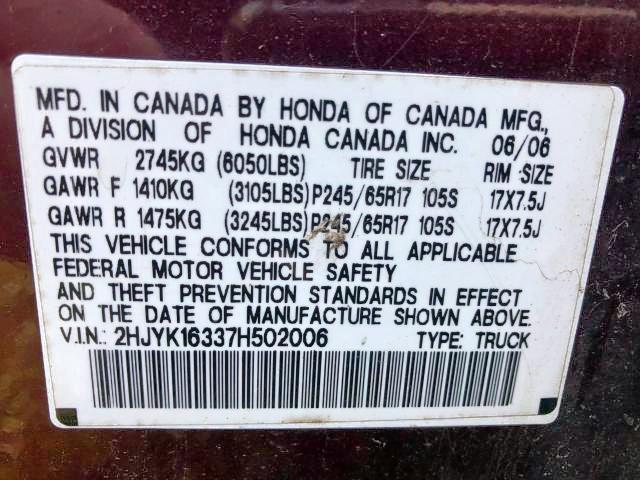 MFD. IN CANADA BY HONDA OF CANADA MFG.,
A DIVISION OF HONDA CANADA INC. 06/06
GVWR 2745KG (6050LBS) TIRE SIZE RIM SIZE
GAWR F 1410KG (3105LBS)P245/65R17 105S 17X7.5J
GAWR R 1475KG (3245LBS)P245/65R17 105S 17X7.5J
THIS VEHICLE CONFORMS TO ALL APPLICABLE
FEDERAL MOTOR VEHICLE SAFETY
AND THEFT PREVENTION STANDARDS IN EFFECT
ON THE DATE OF MANUFACTURE SHOWN ABOVE.
V.I.N.: 2HJYK16337H502006 TYPE: TRUCK